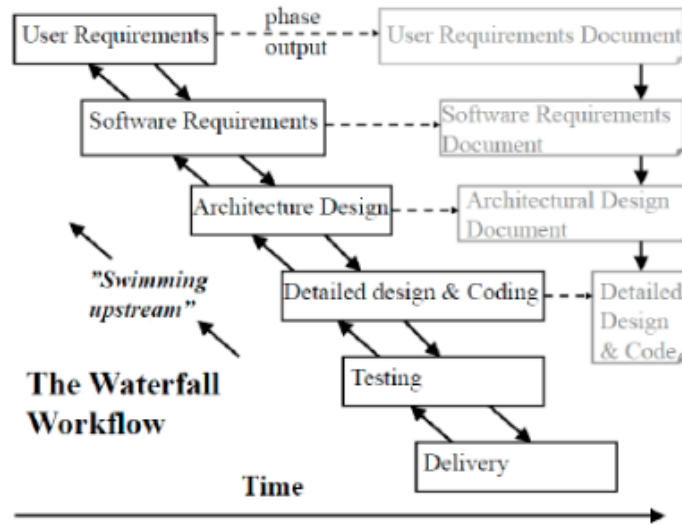 User Requirements
phase
output
User Requirements Document
Software Requirements
Software Requirements
Document
Architecture Design
Architectural Design
Document
"Swimming
upstream"
Detailed design & Coding
Detailed
Design
& Code
The Waterfall
Workflow
Testing
Delivery
Time